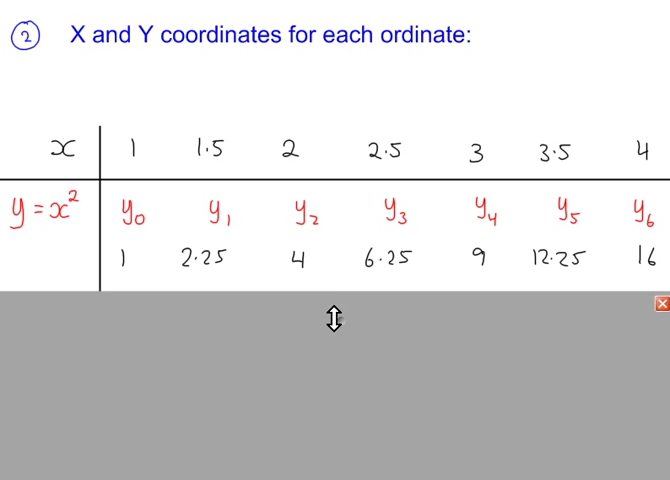 2 X and Y coordinates for each ordinate:
x 1 1.5 2 2.5 3 3.5 4
y = x² y₀ y₁ y₂ y₃ y₄ y₅ y₆
1 2.25 4 6.25 9 12.25 16